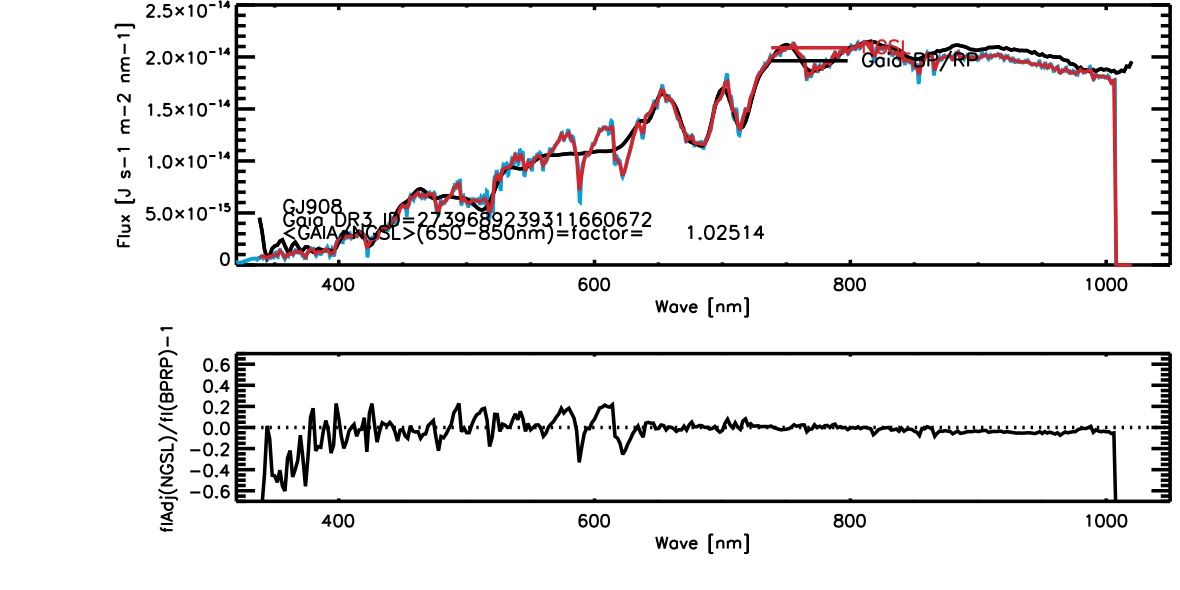 2.5×10⁻¹⁴
2.0×10⁻¹⁴
1.5×10⁻¹⁴
1.0×10⁻¹⁴
5.0×10⁻¹⁵
0
Flux [J s−1 m−2 nm−1]
NGSL
Gaia BP/RP
GJ908
Gaia DR3 ID=2739689239311660672
<GAIA/NGSL>(650−850nm)=factor= 1.02514
400 600 800 1000
Wave [nm]
0.6
0.4
0.2
0.0
−0.2
−0.4
−0.6
flAdj(NGSL)/fl(BPRP)−1
400 600 800 1000
Wave [nm]